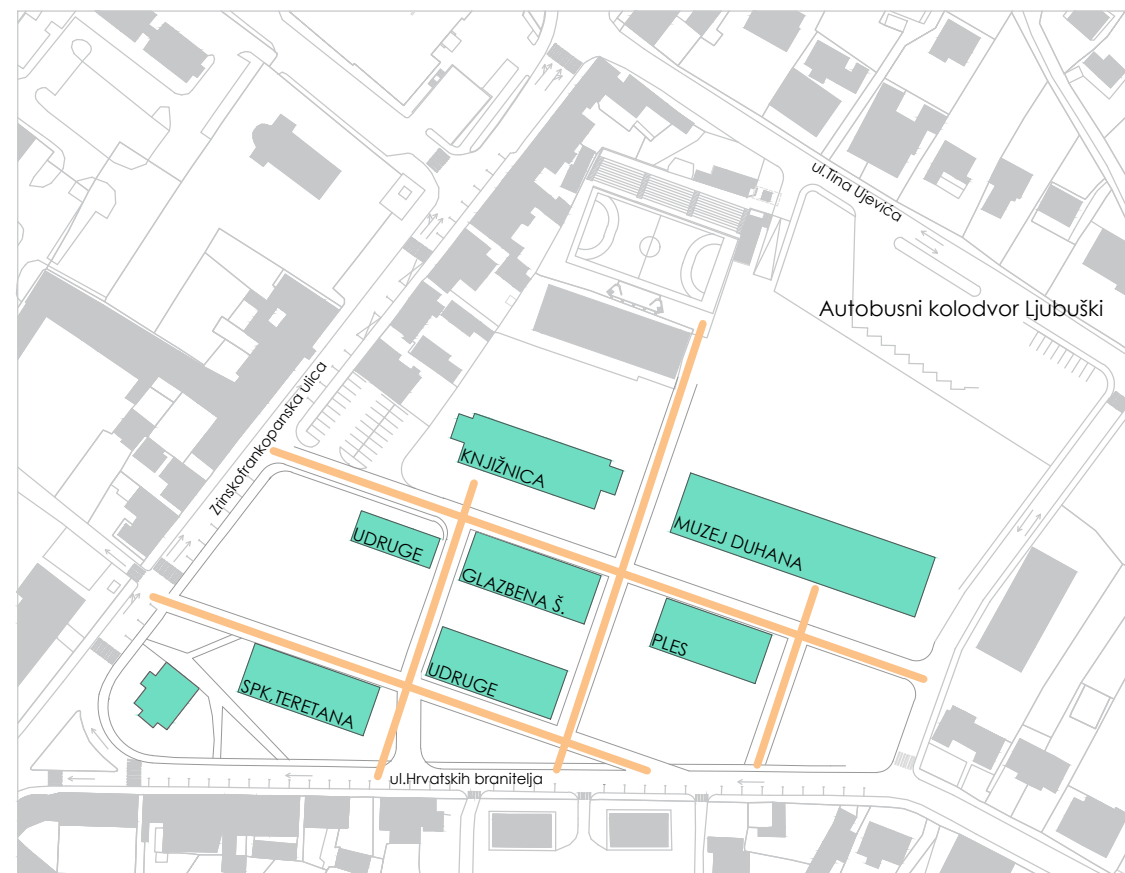 ul.Tina Ujevića
Autobusni kolodvor Ljubuški
Zrinskofrankopanska ulica
KNJIŽNICA
MUZEJ DUHANA
UDRUGE
GLAZBENA Š.
PLES
UDRUGE
SPK,TERETANA
ul.Hrvatskih branitelja